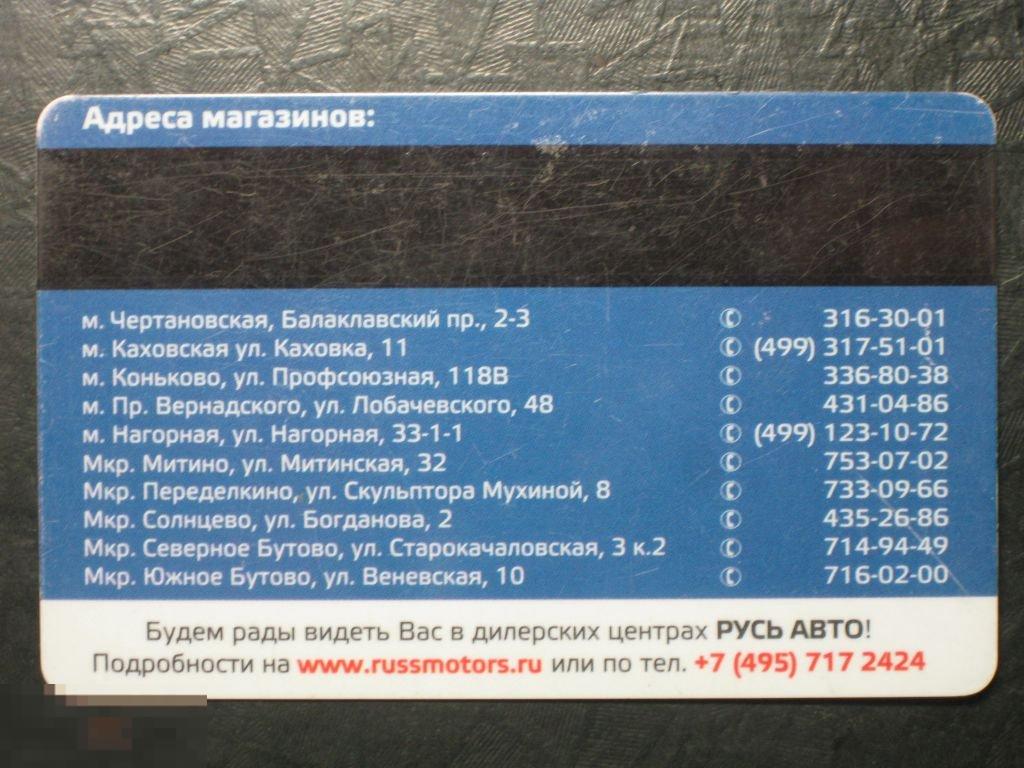 Адреса магазинов:
м. Чертановская, Балаклавский пр., 2-3 ✆ 316-30-01
м. Каховская ул. Каховка, 11 ✆ (499) 317-51-01
м. Коньково, ул. Профсоюзная, 118В ✆ 336-80-38
м. Пр. Вернадского, ул. Лобачевского, 48 ✆ 431-04-86
м. Нагорная, ул. Нагорная, 33-1-1 ✆ (499) 123-10-72
Мкр. Митино, ул. Митинская, 32 ✆ 753-07-02
Мкр. Переделкино, ул. Скульптора Мухиной, 8 ✆ 733-09-66
Мкр. Солнцево, ул. Богданова, 2 ✆ 435-26-86
Мкр. Северное Бутово, ул. Старокачаловская, 3 к.2 ✆ 714-94-49
Мкр. Южное Бутово, ул. Веневская, 10 ✆ 716-02-00
Будем рады видеть Вас в дилерских центрах РУСЬ АВТО!
Подробности на www.russmotors.ru или по тел. +7 (495) 717 2424